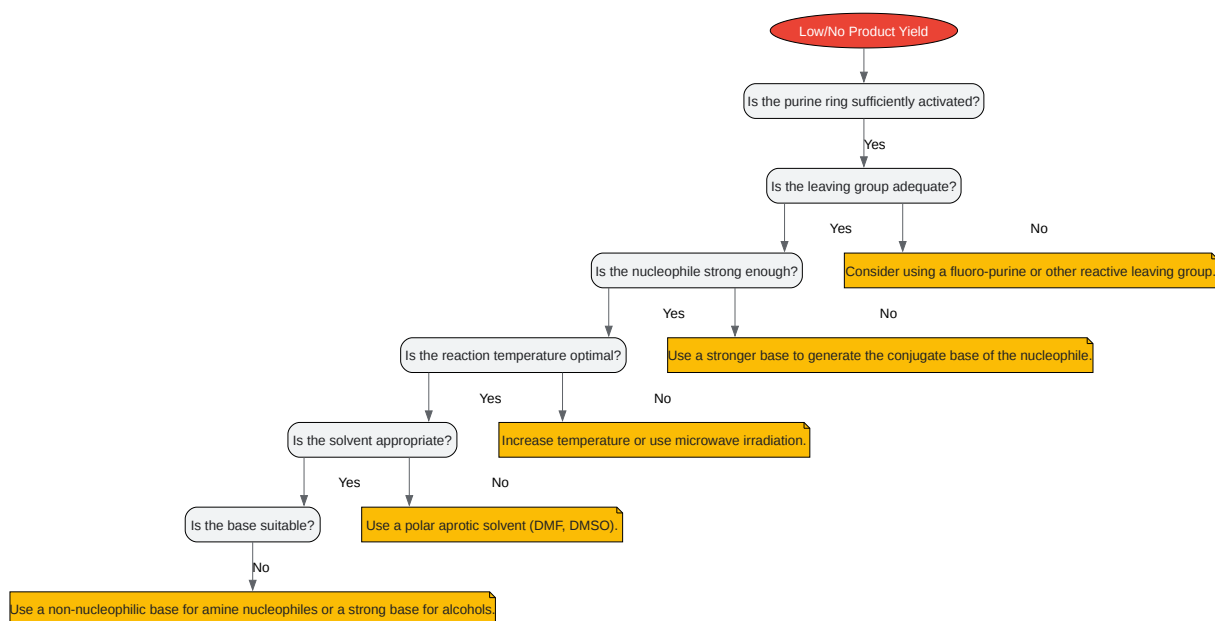 Low/No Product Yield
Is the purine ring sufficiently activated?
Yes
Is the leaving group adequate?
Yes
No
Is the nucleophile strong enough?
Consider using a fluoro-purine or other reactive leaving group.
Yes
No
Is the reaction temperature optimal?
Use a stronger base to generate the conjugate base of the nucleophile.
Yes
No
Is the solvent appropriate?
Increase temperature or use microwave irradiation.
Yes
No
Is the base suitable?
Use a polar aprotic solvent (DMF, DMSO).
No
Use a non-nucleophilic base for amine nucleophiles or a strong base for alcohols.